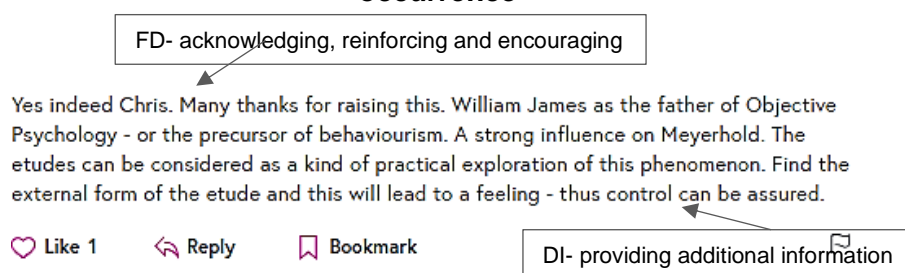 occurrence
FD- acknowledging, reinforcing and encouraging
Yes indeed Chris. Many thanks for raising this. William James as the father of Objective
Psychology - or the precursor of behaviourism. A strong influence on Meyerhold. The
etudes can be considered as a kind of practical exploration of this phenomenon. Find the
external form of the etude and this will lead to a feeling - thus control can be assured.
Like 1 Reply Bookmark
DI- providing additional information